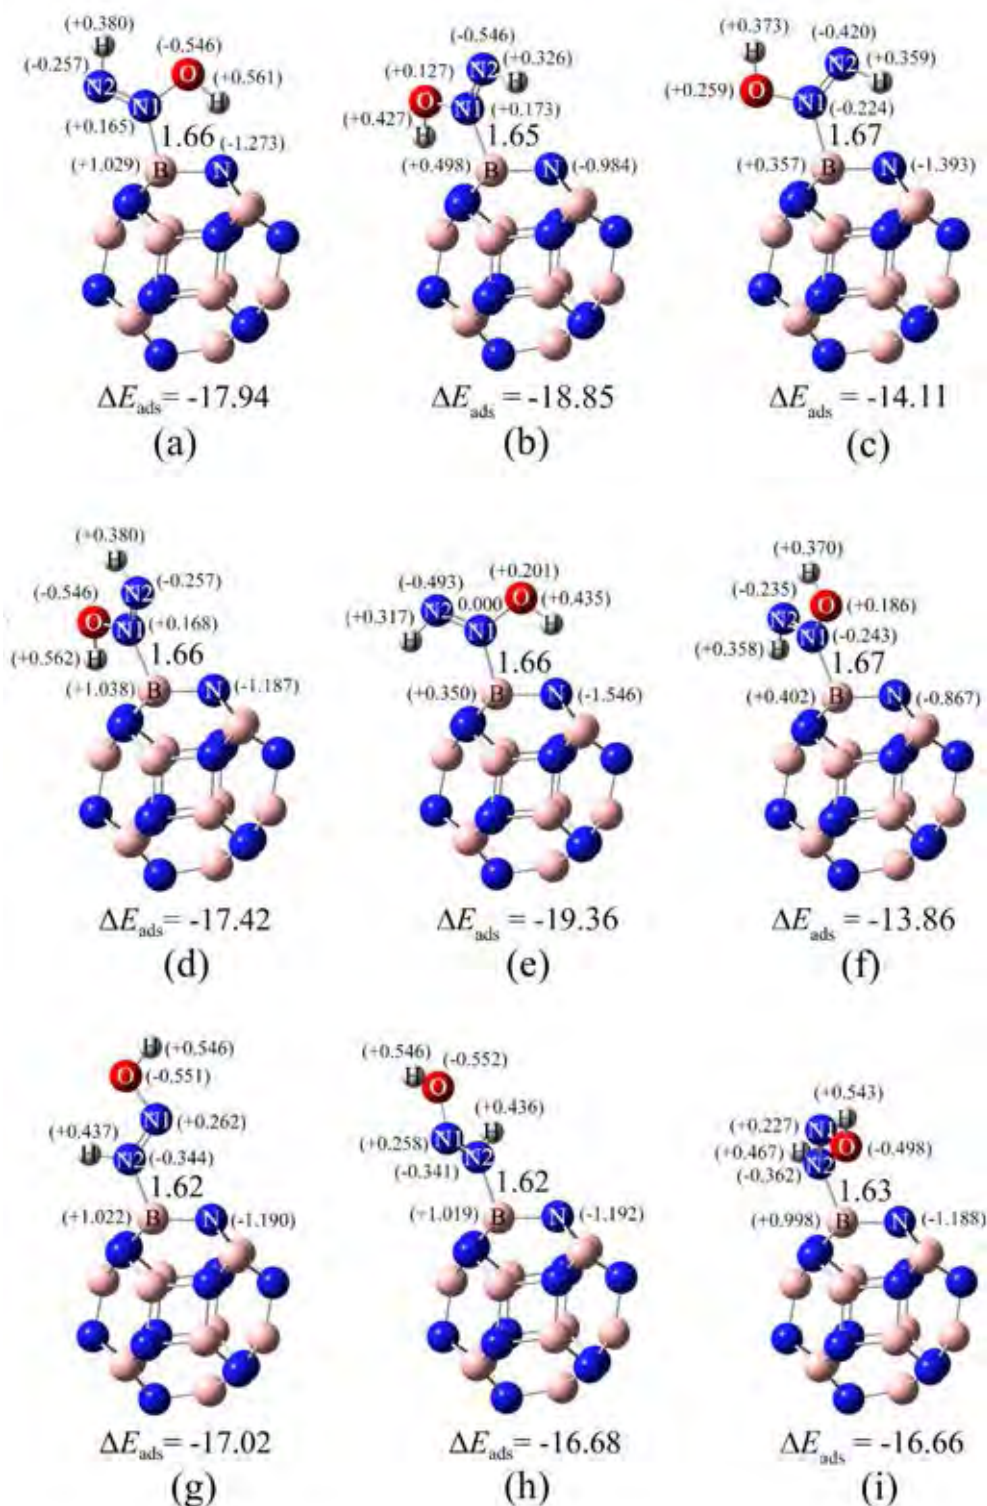 (+0.380)
H
(-0.546)
(-0.257)
N2
O
(+0.561)
N1
H
(+0.165)
1.66
(-1.273)
(+1.029)
B
N
ΔE_ads = -17.94
(a)
(-0.546)
N2
(+0.326)
H
(+0.127)
O
N1
(+0.173)
(+0.427)
H
1.65
(+0.498)
B
N
(-0.984)
ΔE_ads = -18.85
(b)
(+0.373)
(-0.420)
H
N2
(+0.359)
H
(+0.259)
O
N1
(-0.224)
1.67
(+0.357)
B
N
(-1.393)
ΔE_ads = -14.11
(c)
(+0.380)
H
N2
(-0.257)
(-0.546)
O
N1
(+0.168)
(+0.562)
H
1.66
(+1.038)
B
N
(-1.187)
ΔE_ads = -17.42
(d)
(+0.201)
(-0.493)
O
(+0.435)
N2
0.000
(+0.317)
H
N1
H
1.66
(+0.350)
B
N
(-1.546)
ΔE_ads = -19.36
(e)
(+0.370)
H
(-0.235)
O
(+0.186)
N2
N1
(-0.243)
(+0.358)
H
1.67
(+0.402)
B
N
(-0.867)
ΔE_ads = -13.86
(f)
H
(+0.546)
O
(-0.551)
N1
(+0.262)
(+0.437)
H
N2
(-0.344)
1.62
(+1.022)
B
N
(-1.190)
ΔE_ads = -17.02
(g)
(+0.546)
(-0.552)
H
O
(+0.436)
H
(+0.258)
N1
N2
(-0.341)
1.62
(+1.019)
B
N
(-1.192)
ΔE_ads = -16.68
(h)
(+0.543)
H
(+0.227)
N1
(+0.467)
H
O
(-0.498)
(-0.362)
N2
1.63
(+0.998)
B
N
(-1.188)
ΔE_ads = -16.66
(i)